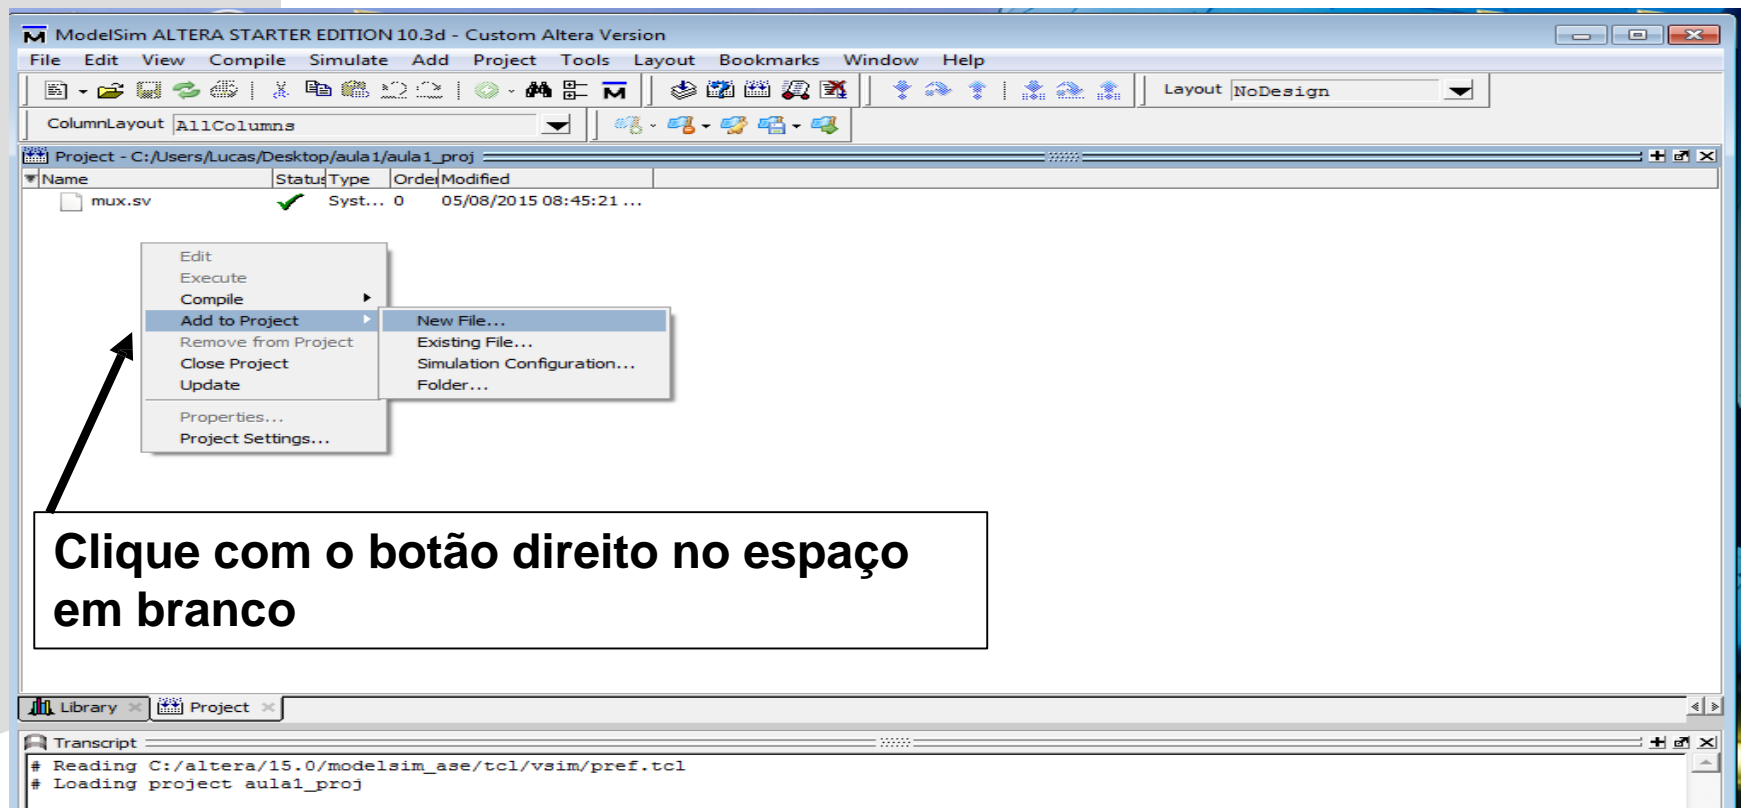 ModelSim ALTERA STARTER EDITION 10.3d - Custom Altera Version
File Edit View Compile Simulate Add Project Tools Layout Bookmarks Window Help
Layout NoDesign
ColumnLayout AllColumns
Project - C:/Users/Lucas/Desktop/aula1/aula1_proj
Name Status Type Order Modified
mux.sv Syst... 0 05/08/2015 08:45:21 ...
Edit
Execute
Compile
Add to Project
Remove from Project
Close Project
Update
Properties...
Project Settings...
New File...
Existing File...
Simulation Configuration...
Folder...
Clique com o botão direito no espaço
em branco
Library Project
Transcript
# Reading C:/altera/15.0/modelsim_ase/tcl/vsim/pref.tcl
# Loading project aula1_proj